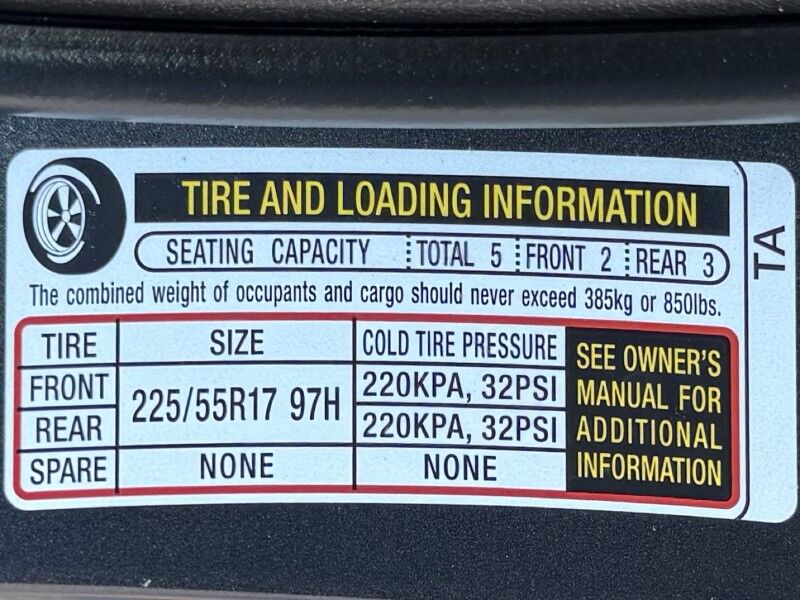 TIRE AND LOADING INFORMATION
SEATING CAPACITY TOTAL 5 FRONT 2 REAR 3
The combined weight of occupants and cargo should never exceed 385kg or 850lbs.
TIRE SIZE COLD TIRE PRESSURE
FRONT 225/55R17 97H 220KPA, 32PSI
REAR 220KPA, 32PSI
SPARE NONE NONE
SEE OWNER'S
MANUAL FOR
ADDITIONAL
INFORMATION
TA